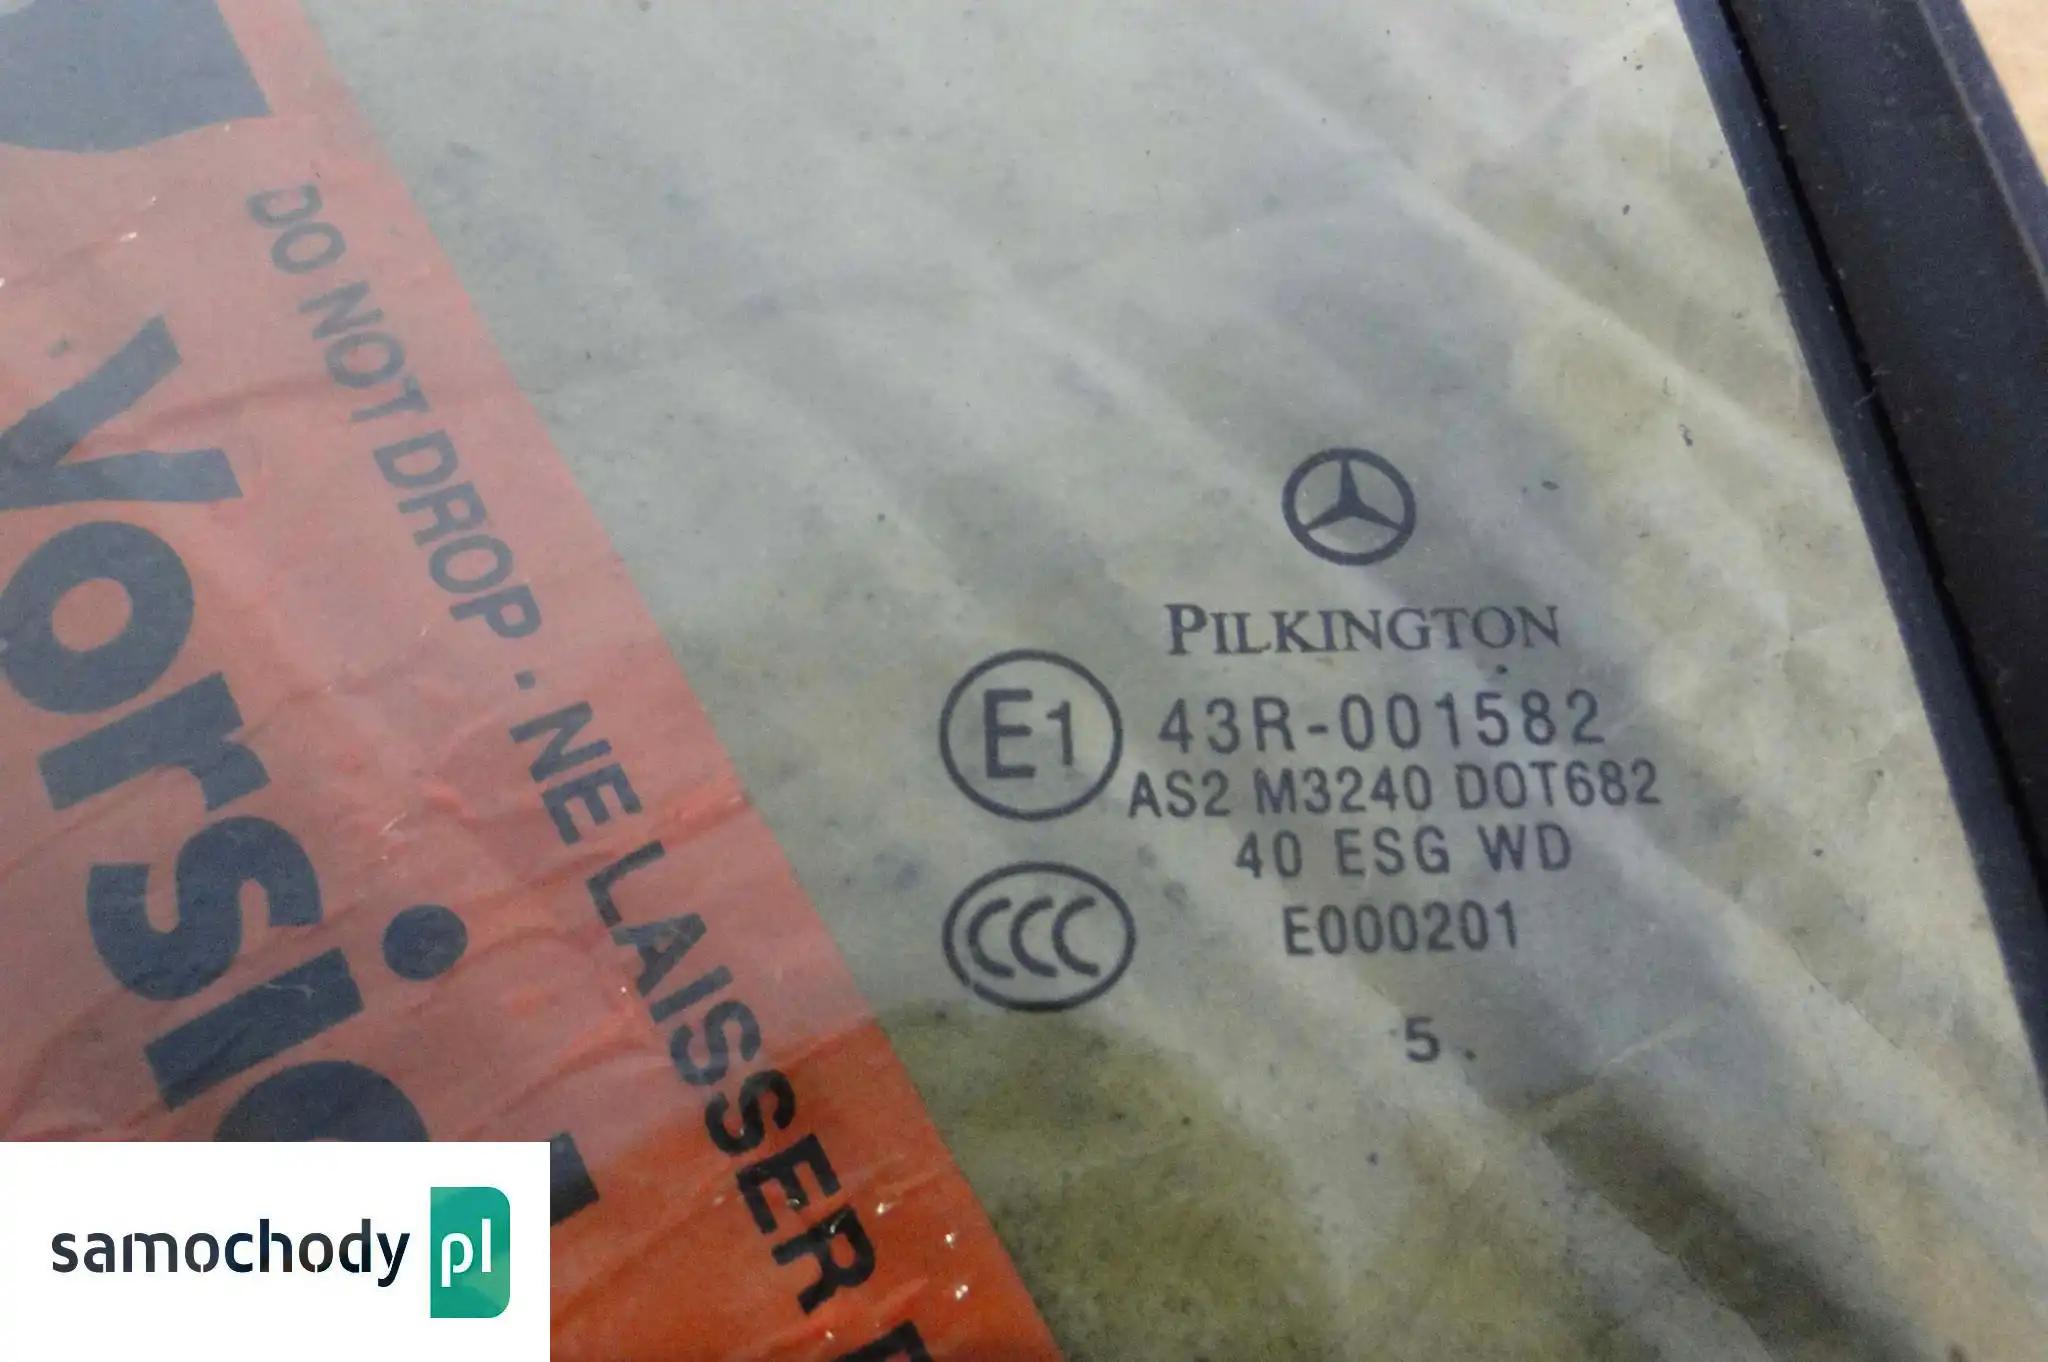 DO NOT DROP · NE LAISSER
Vorsic
PILKINGTON
E1
43R-001582
AS2 M3240 DOT682
40 ESG WD
CCC
E000201
5 .
samochody pl